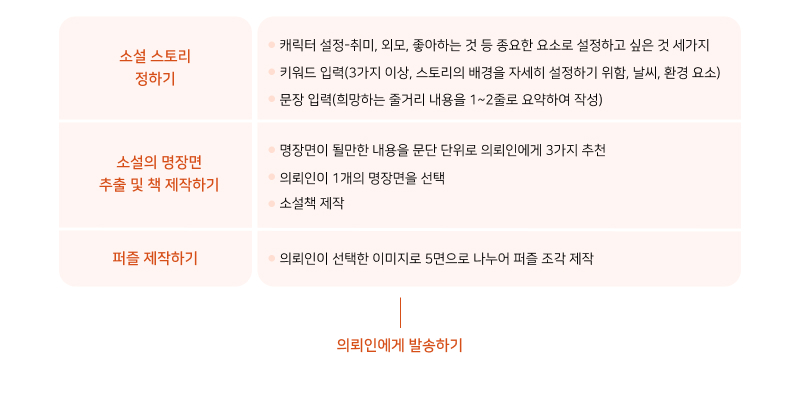 소설 스토리
정하기
캐릭터 설정-취미, 외모, 좋아하는 것 등 중요한 요소로 설정하고 싶은 것 세가지
키워드 입력(3가지 이상, 스토리의 배경을 자세히 설정하기 위함, 날씨, 환경 요소)
문장 입력(희망하는 줄거리 내용을 1~2줄로 요약하여 작성)
소설의 명장면
추출 및 책 제작하기
명장면이 될만한 내용을 문단 단위로 의뢰인에게 3가지 추천
의뢰인이 1개의 명장면을 선택
소설책 제작
퍼즐 제작하기
의뢰인이 선택한 이미지로 5면으로 나누어 퍼즐 조각 제작
의뢰인에게 발송하기